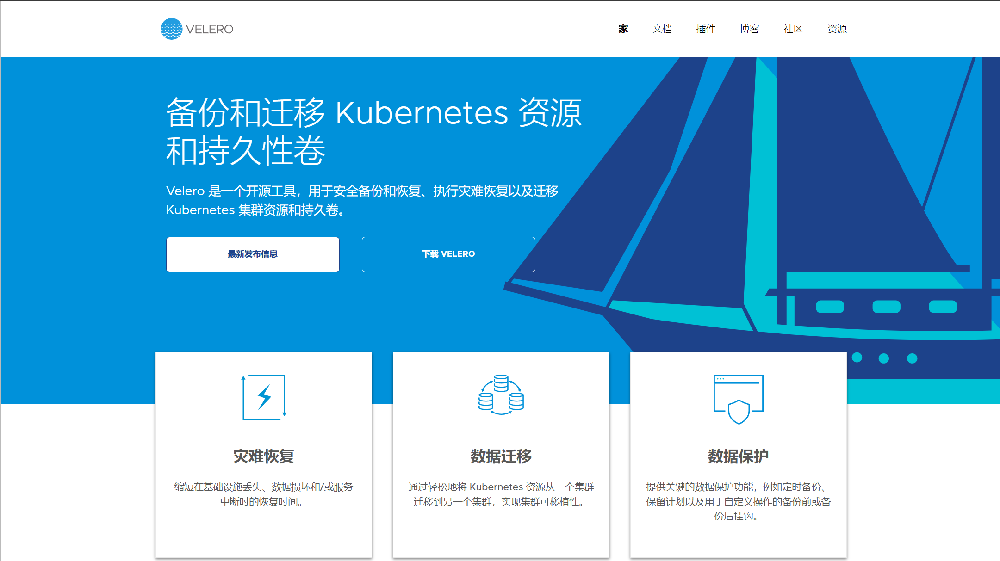 VELERO
家
文档
插件
博客
社区
资源
备份和迁移 Kubernetes 资源
和持久性卷
Velero 是一个开源工具，用于安全备份和恢复、执行灾难恢复以及迁移
Kubernetes 集群资源和持久卷。
最新发布信息
下载 VELERO
灾难恢复
缩短在基础设施丢失、数据损坏和/或服务
中断时的恢复时间。
数据迁移
通过轻松地将 Kubernetes 资源从一个集群
迁移到另一个集群，实现集群可移植性。
数据保护
提供关键的数据保护功能，例如定时备份、
保留计划以及用于自定义操作的备份前或备
份后挂钩。